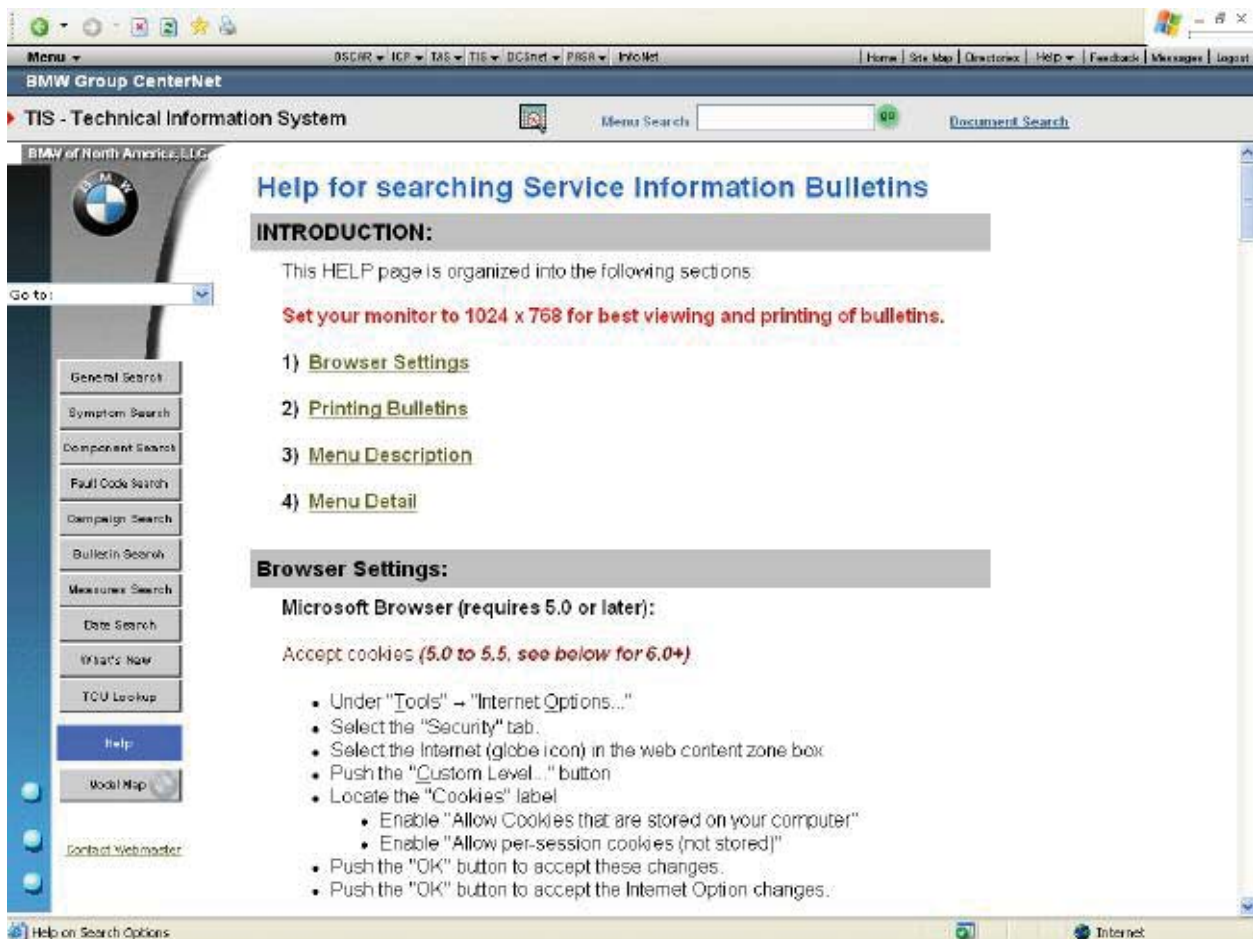 Menu
OSCAR ICP TAS TIS DCSnet PASA InfoNet
Home | Site Map | Directories | Help | Feedback | Messages | Logout
BMW Group CenterNet
TIS - Technical Information System
Menu Search
go
Document Search
BMW of North America, LLC
BMW
Go to:
General Search
Symptom Search
Component Search
Fault Code Search
Campaign Search
Bulletin Search
Measures Search
Date Search
What's New
TCU Lookup
Help
Model Map
Contact Webmaster
Help for searching Service Information Bulletins
INTRODUCTION:
This HELP page is organized into the following sections:
Set your monitor to 1024 x 768 for best viewing and printing of bulletins.
1) Browser Settings
2) Printing Bulletins
3) Menu Description
4) Menu Detail
Browser Settings:
Microsoft Browser (requires 5.0 or later):
Accept cookies (5.0 to 5.5, see below for 6.0+)
• Under "Tools" → "Internet Options..."
• Select the "Security" tab.
• Select the Internet (globe icon) in the web content zone box
• Push the "Custom Level..." button
• Locate the "Cookies" label
• Enable "Allow Cookies that are stored on your computer"
• Enable "Allow per-session cookies (not stored)"
• Push the "OK" button to accept these changes.
• Push the "OK" button to accept the Internet Option changes.
Help on Search Options
Internet